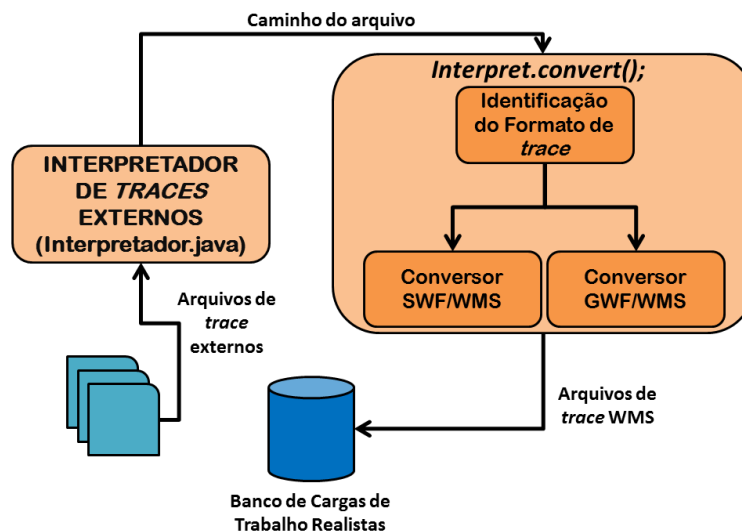 Caminho do arquivo
Interpret.convert();
Identificação
do Formato de
trace
INTERPRETADOR
DE TRACES
EXTERNOS
(Interpretador.java)
Conversor
SWF/WMS
Conversor
GWF/WMS
Arquivos de
trace
externos
Arquivos de
trace WMS
Banco de Cargas de
Trabalho Realistas